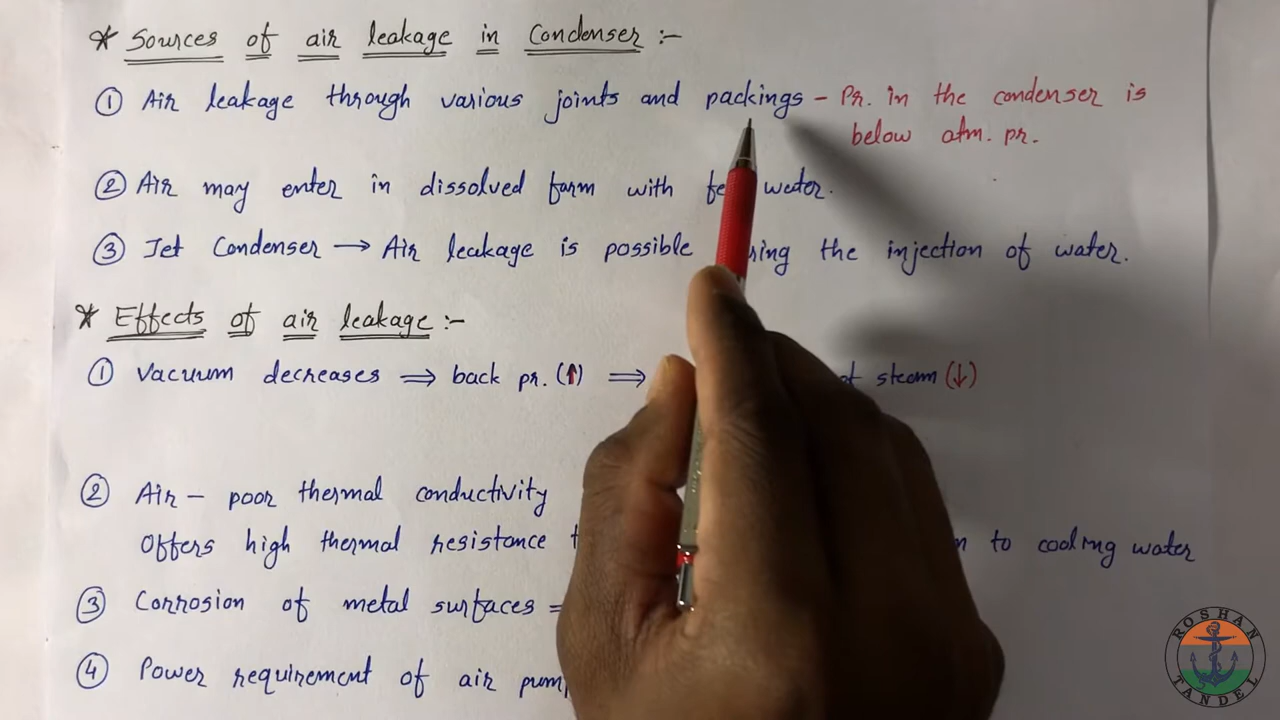 * Sources of air leakage in Condenser :-
① Air leakage through various joints and packings - Pr. in the condenser is
below atm. pr.
② Air may enter in dissolved form with water.
③ Jet Condenser → Air leakage is possible the injection of water.
* Effects of air leakage :-
① Vacuum decreases ⇒ back pr. (↑) ⇒ of steam (↓)
② Air - poor thermal conductivity
Offers high thermal resistance to cooling water
③ Corrosion of metal surfaces =
④ Power requirement of air pump
ROSHAN
TANDEL